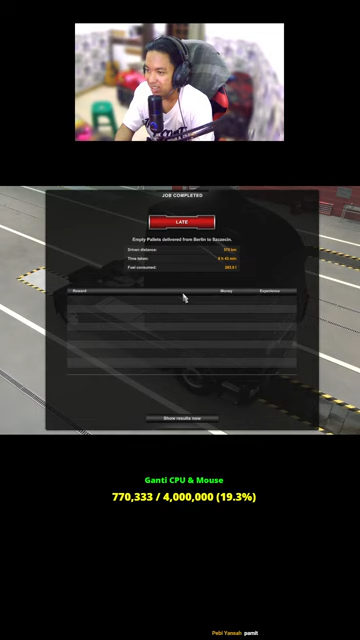 JOB COMPLETED
LATE
Empty Pallets delivered from Berlin to Szczecin.
Driven distance:
Time taken:
Fuel consumed:
Reward Money Experience
Show results now
Ganti CPU & Mouse
770,333 / 4,000,000 (19.3%)
Pebi Yansah pamit